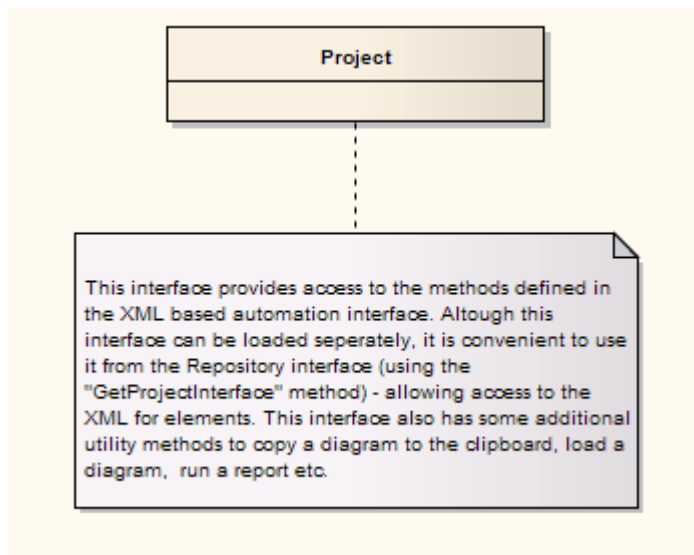 Project
This interface provides access to the methods defined in
the XML based automation interface. Altough this
interface can be loaded seperately, it is convenient to use
it from the Repository interface (using the
"GetProjectInterface" method) - allowing access to the
XML for elements. This interface also has some additional
utility methods to copy a diagram to the clipboard, load a
diagram,  run a report etc.